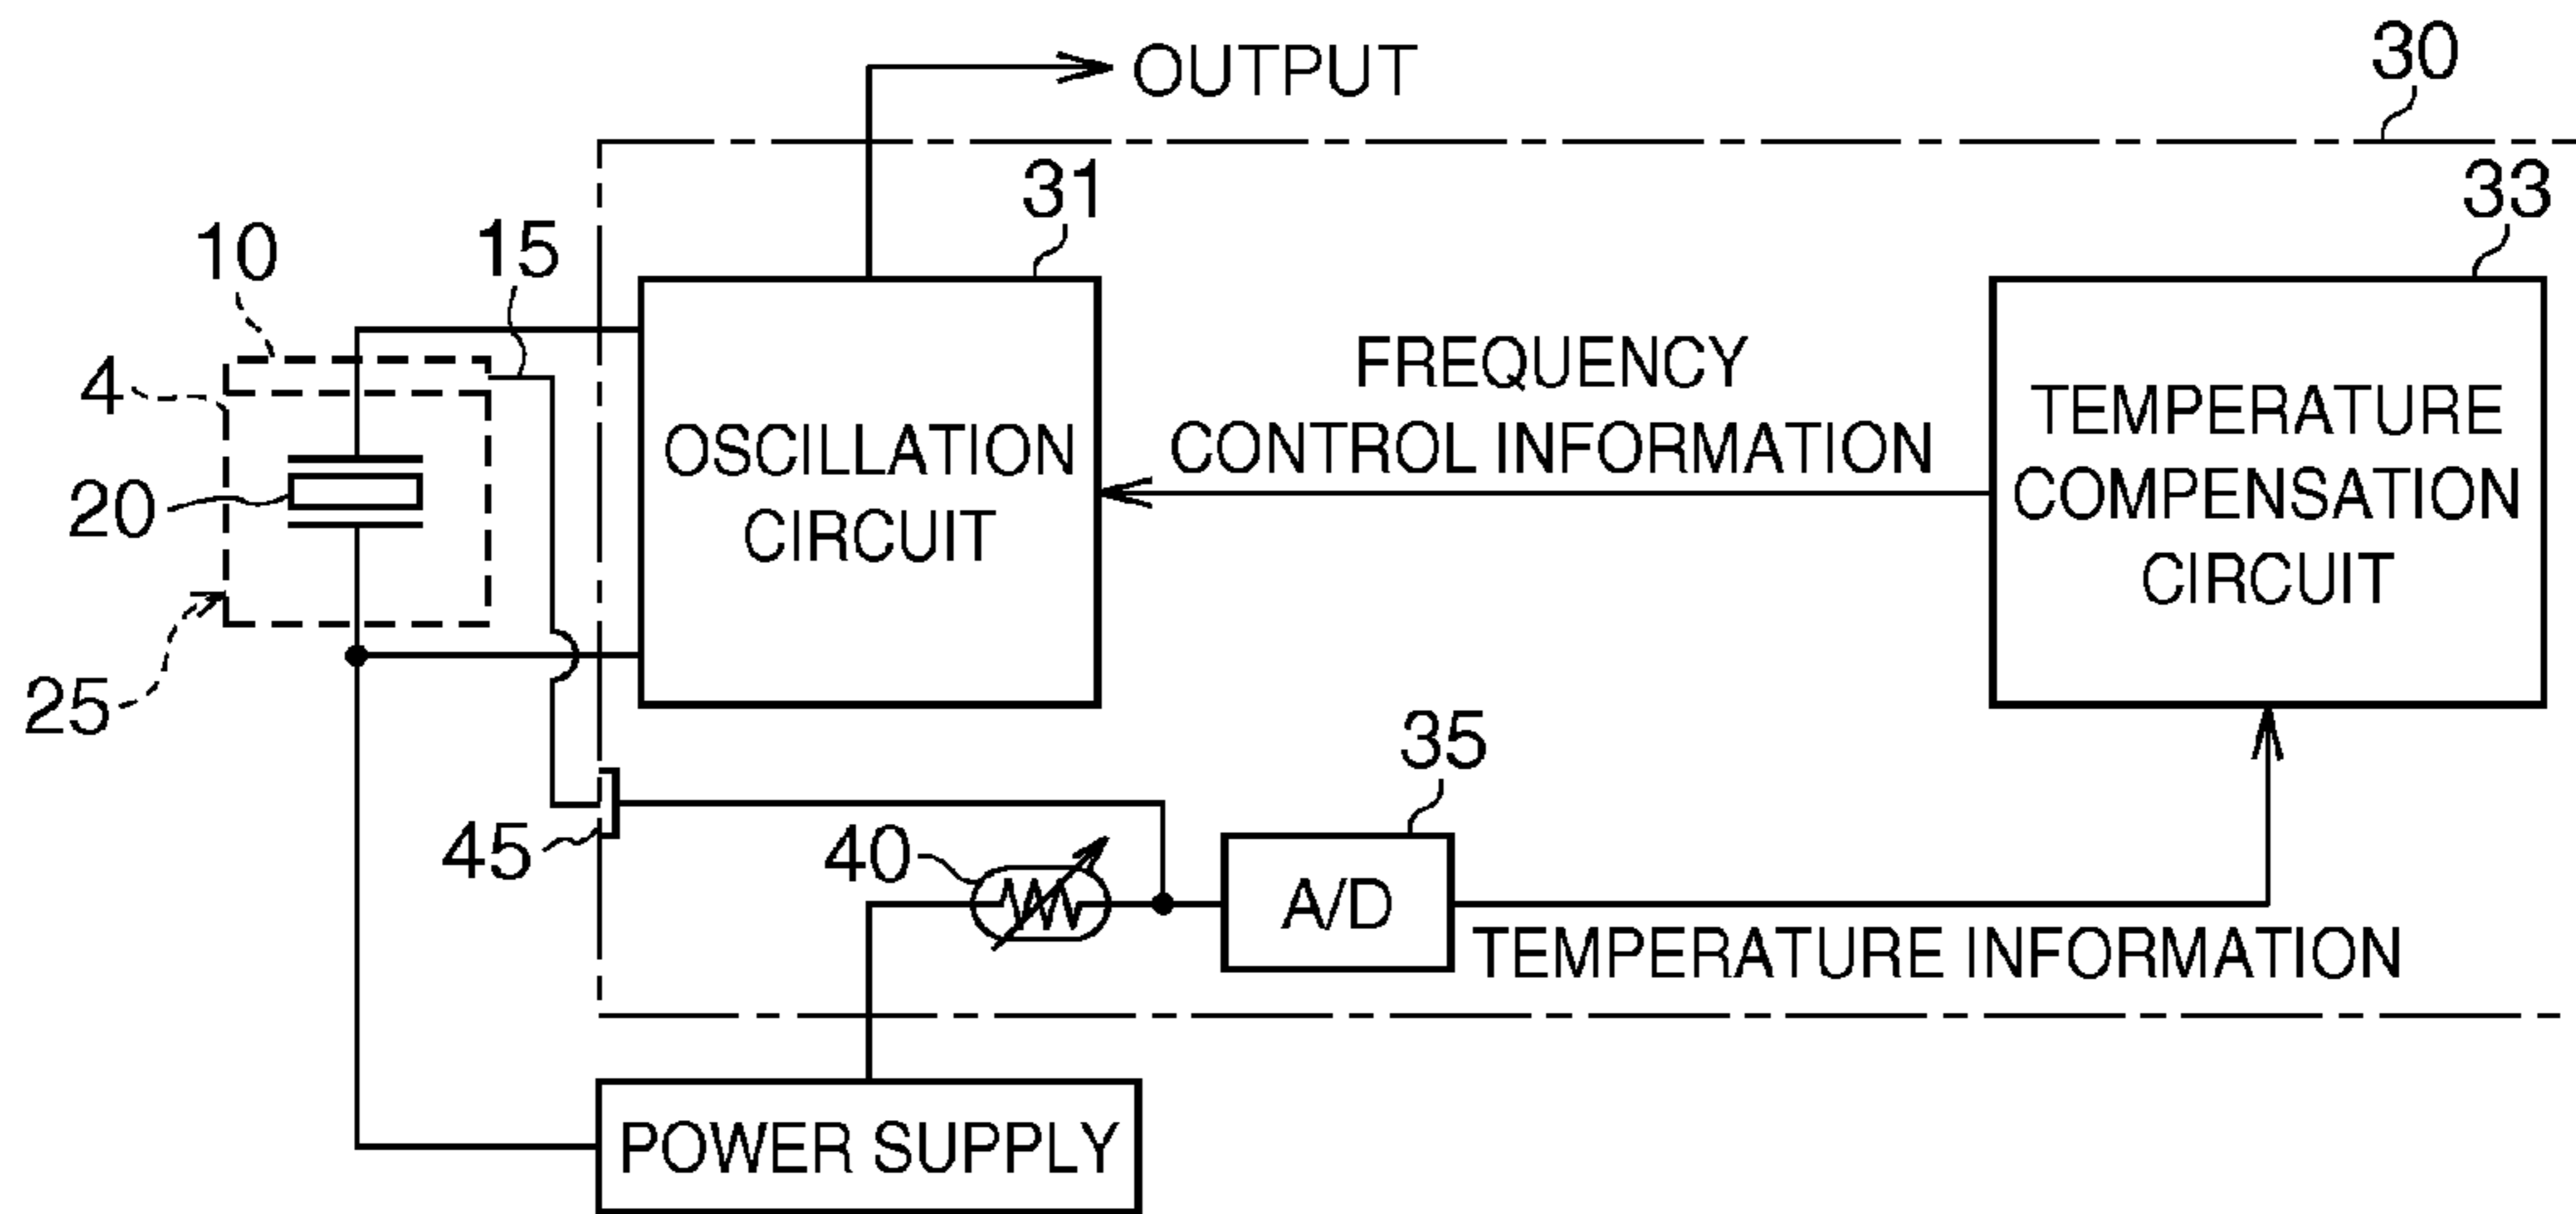 OUTPUT
30
31
33
10
15
4
FREQUENCY
CONTROL INFORMATION
OSCILLATION
CIRCUIT
TEMPERATURE
COMPENSATION
CIRCUIT
20
25
35
45
40
A/D
TEMPERATURE INFORMATION
POWER SUPPLY